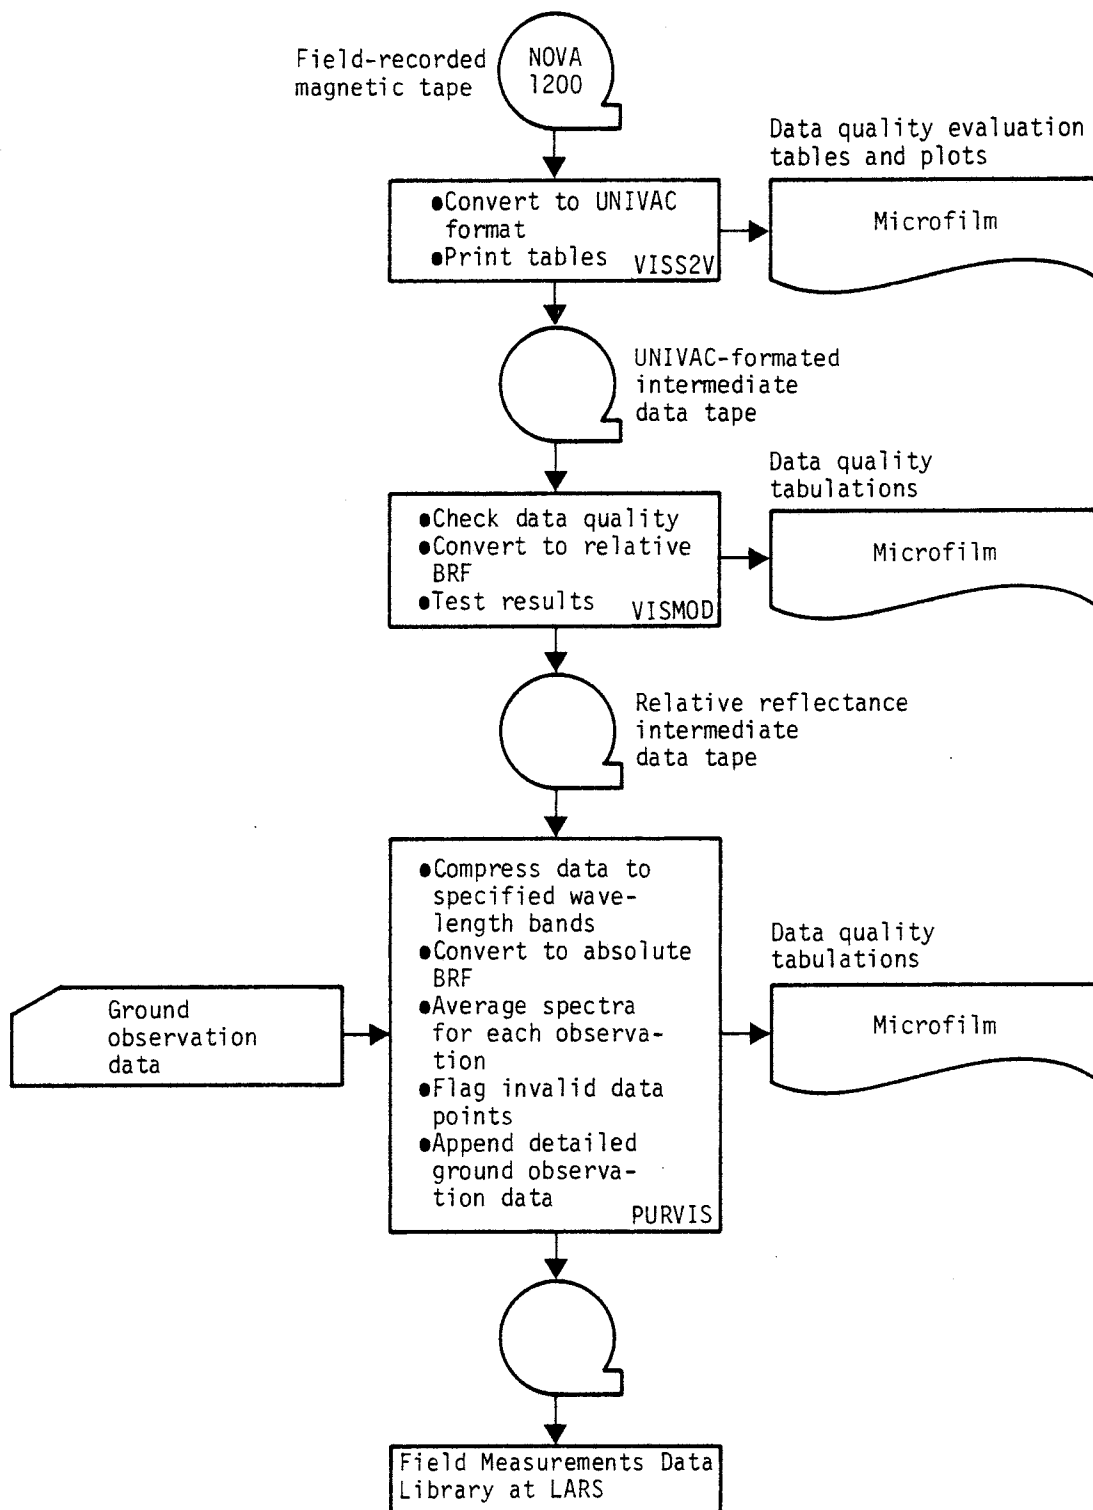 Field-recorded
magnetic tape
NOVA
1200
Data quality evaluation
tables and plots
●Convert to UNIVAC
format
●Print tables
VISS2V
Microfilm
UNIVAC-formated
intermediate
data tape
Data quality
tabulations
●Check data quality
●Convert to relative
BRF
●Test results
VISMOD
Microfilm
Relative reflectance
intermediate
data tape
●Compress data to
specified wave-
length bands
●Convert to absolute
BRF
●Average spectra
for each observa-
tion
●Flag invalid data
points
●Append detailed
ground observa-
tion data
PURVIS
Ground
observation
data
Data quality
tabulations
Microfilm
Field Measurements Data
Library at LARS